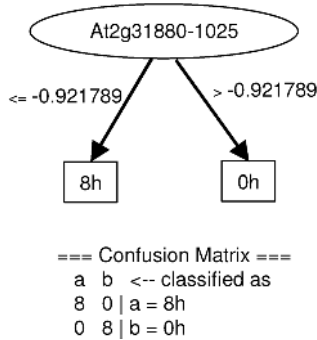 At2g31880-1025
<= -0.921789
> -0.921789
8h
0h
=== Confusion Matrix ===
a b <-- classified as
8 0 | a = 8h
0 8 | b = 0h